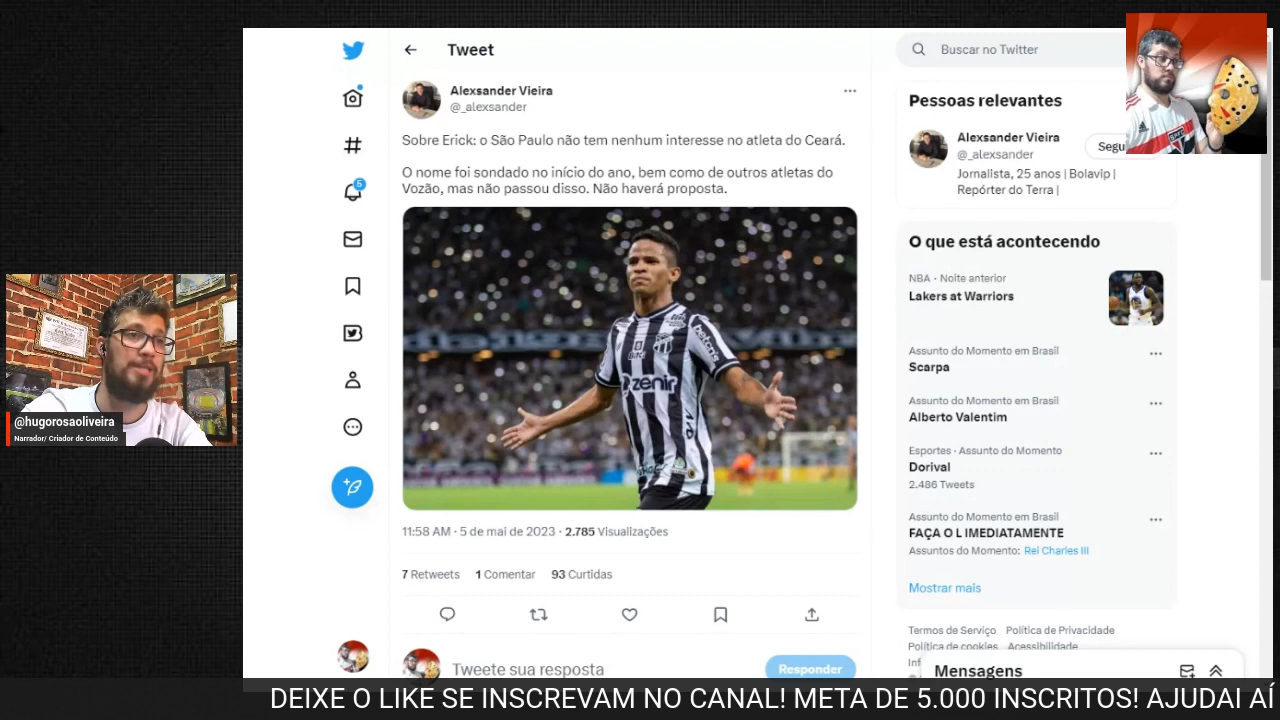 Tweet
Alexsander Vieira
@_alexsander
Sobre Erick: o São Paulo não tem nenhum interesse no atleta do Ceará.
O nome foi sondado no início do ano, bem como de outros atletas do
Vozão, mas não passou disso. Não haverá proposta.
zenir
11:58 AM · 5 de mai de 2023 · 2.785 Visualizações
7 Retweets 1 Comentar 93 Curtidas
Tweete sua resposta
Responder
5
Buscar no Twitter
Pessoas relevantes
Alexsander Vieira
@_alexsander
Segu
Jornalista, 25 anos | Bolavip |
Repórter do Terra |
O que está acontecendo
NBA · Noite anterior
Lakers at Warriors
Assunto do Momento em Brasil
Scarpa
Assunto do Momento em Brasil
Alberto Valentim
Esportes · Assunto do Momento
Dorival
2.486 Tweets
Assunto do Momento em Brasil
FAÇA O L IMEDIATAMENTE
Assuntos do Momento: Rei Charles III
Mostrar mais
Termos de Serviço Política de Privacidade
Política de cookies Acessibilidade
Inf
Mensagens
@hugorosaoliveira
Narrador/ Criador de Conteúdo
DEIXE O LIKE SE INSCREVAM NO CANAL! META DE 5.000 INSCRITOS! AJUDAI AÍ